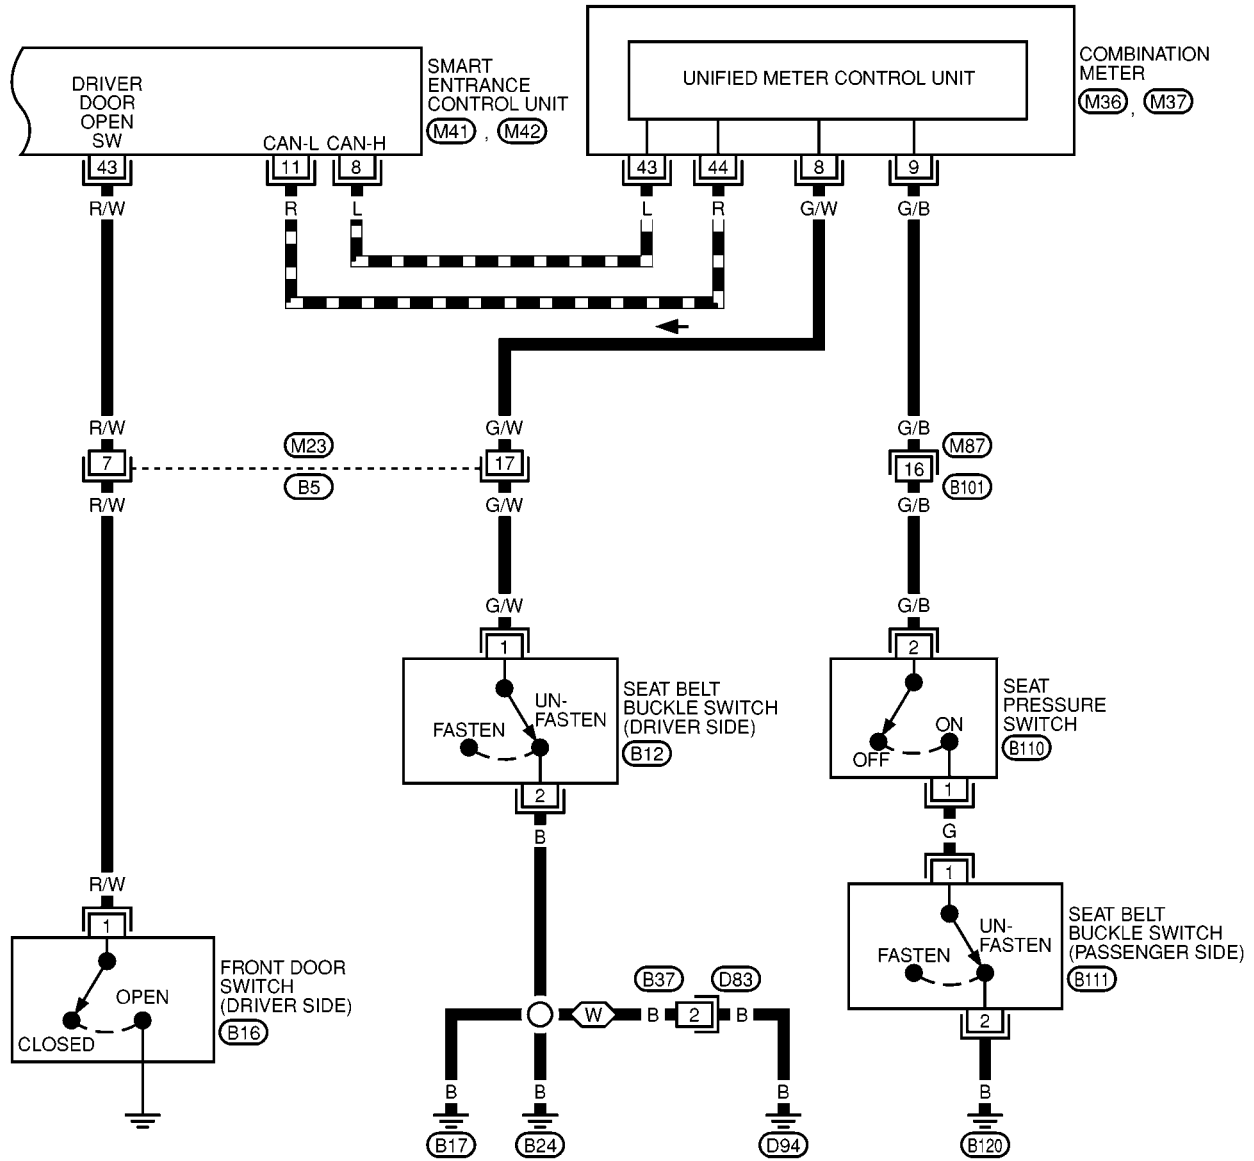 DRIVER
DOOR
OPEN
SW
CAN-L CAN-H
SMART
ENTRANCE
CONTROL UNIT
M41 , M42
UNIFIED METER CONTROL UNIT
COMBINATION
METER
M36 , M37
43 11 8 43 44 8 9
R/W R L L R G/W G/B
R/W M23 G/W G/B M87
7 17 16
B5 B101
R/W G/W G/B
G/W G/B
1 2
UN-
FASTEN
FASTEN
SEAT BELT
BUCKLE SWITCH
(DRIVER SIDE)
B12
2
B
ON
OFF
SEAT
PRESSURE
SWITCH
B110
1
G
R/W
1
OPEN
CLOSED
FRONT DOOR
SWITCH
(DRIVER SIDE)
B16
1
UN-
FASTEN
FASTEN
SEAT BELT
BUCKLE SWITCH
(PASSENGER SIDE)
B111
2
B37 D83
W B 2 B
B B B B
B17 B24 D94 B120